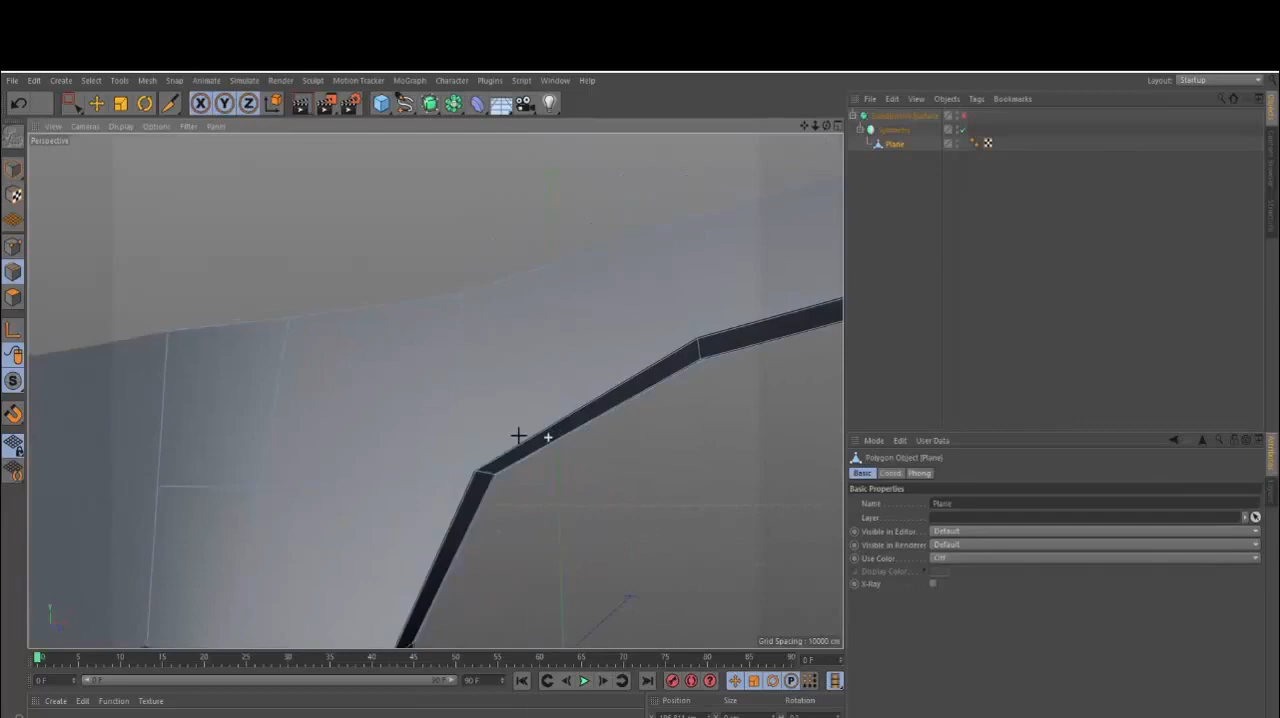 File Edit Create Select Tools Mesh Snap Animate Simulate Render Sculpt Motion Tracker MoGraph Character Plugins Script Window Help
Layout: Startup
File Edit View Objects Tags Bookmarks
View Cameras Display Options Filter Panel
Subdivision Surface
Symmetry
Plane
Perspective
Mode Edit User Data
Polygon Object [Plane]
Basic Coord. Phong
Basic Properties
Name Plane
Layer
Visible in Editor Default
Visible in Renderer Default
Use Color Off
Display Color
X-Ray
Y
Grid Spacing : 10000 cm
0 5 10 15 20 25 30 35 40 45 50 55 60 65 70 75 80 85 90
0 F
0 F 0 F 90 F 90 F
Create Edit Function Texture
Position Size Rotation